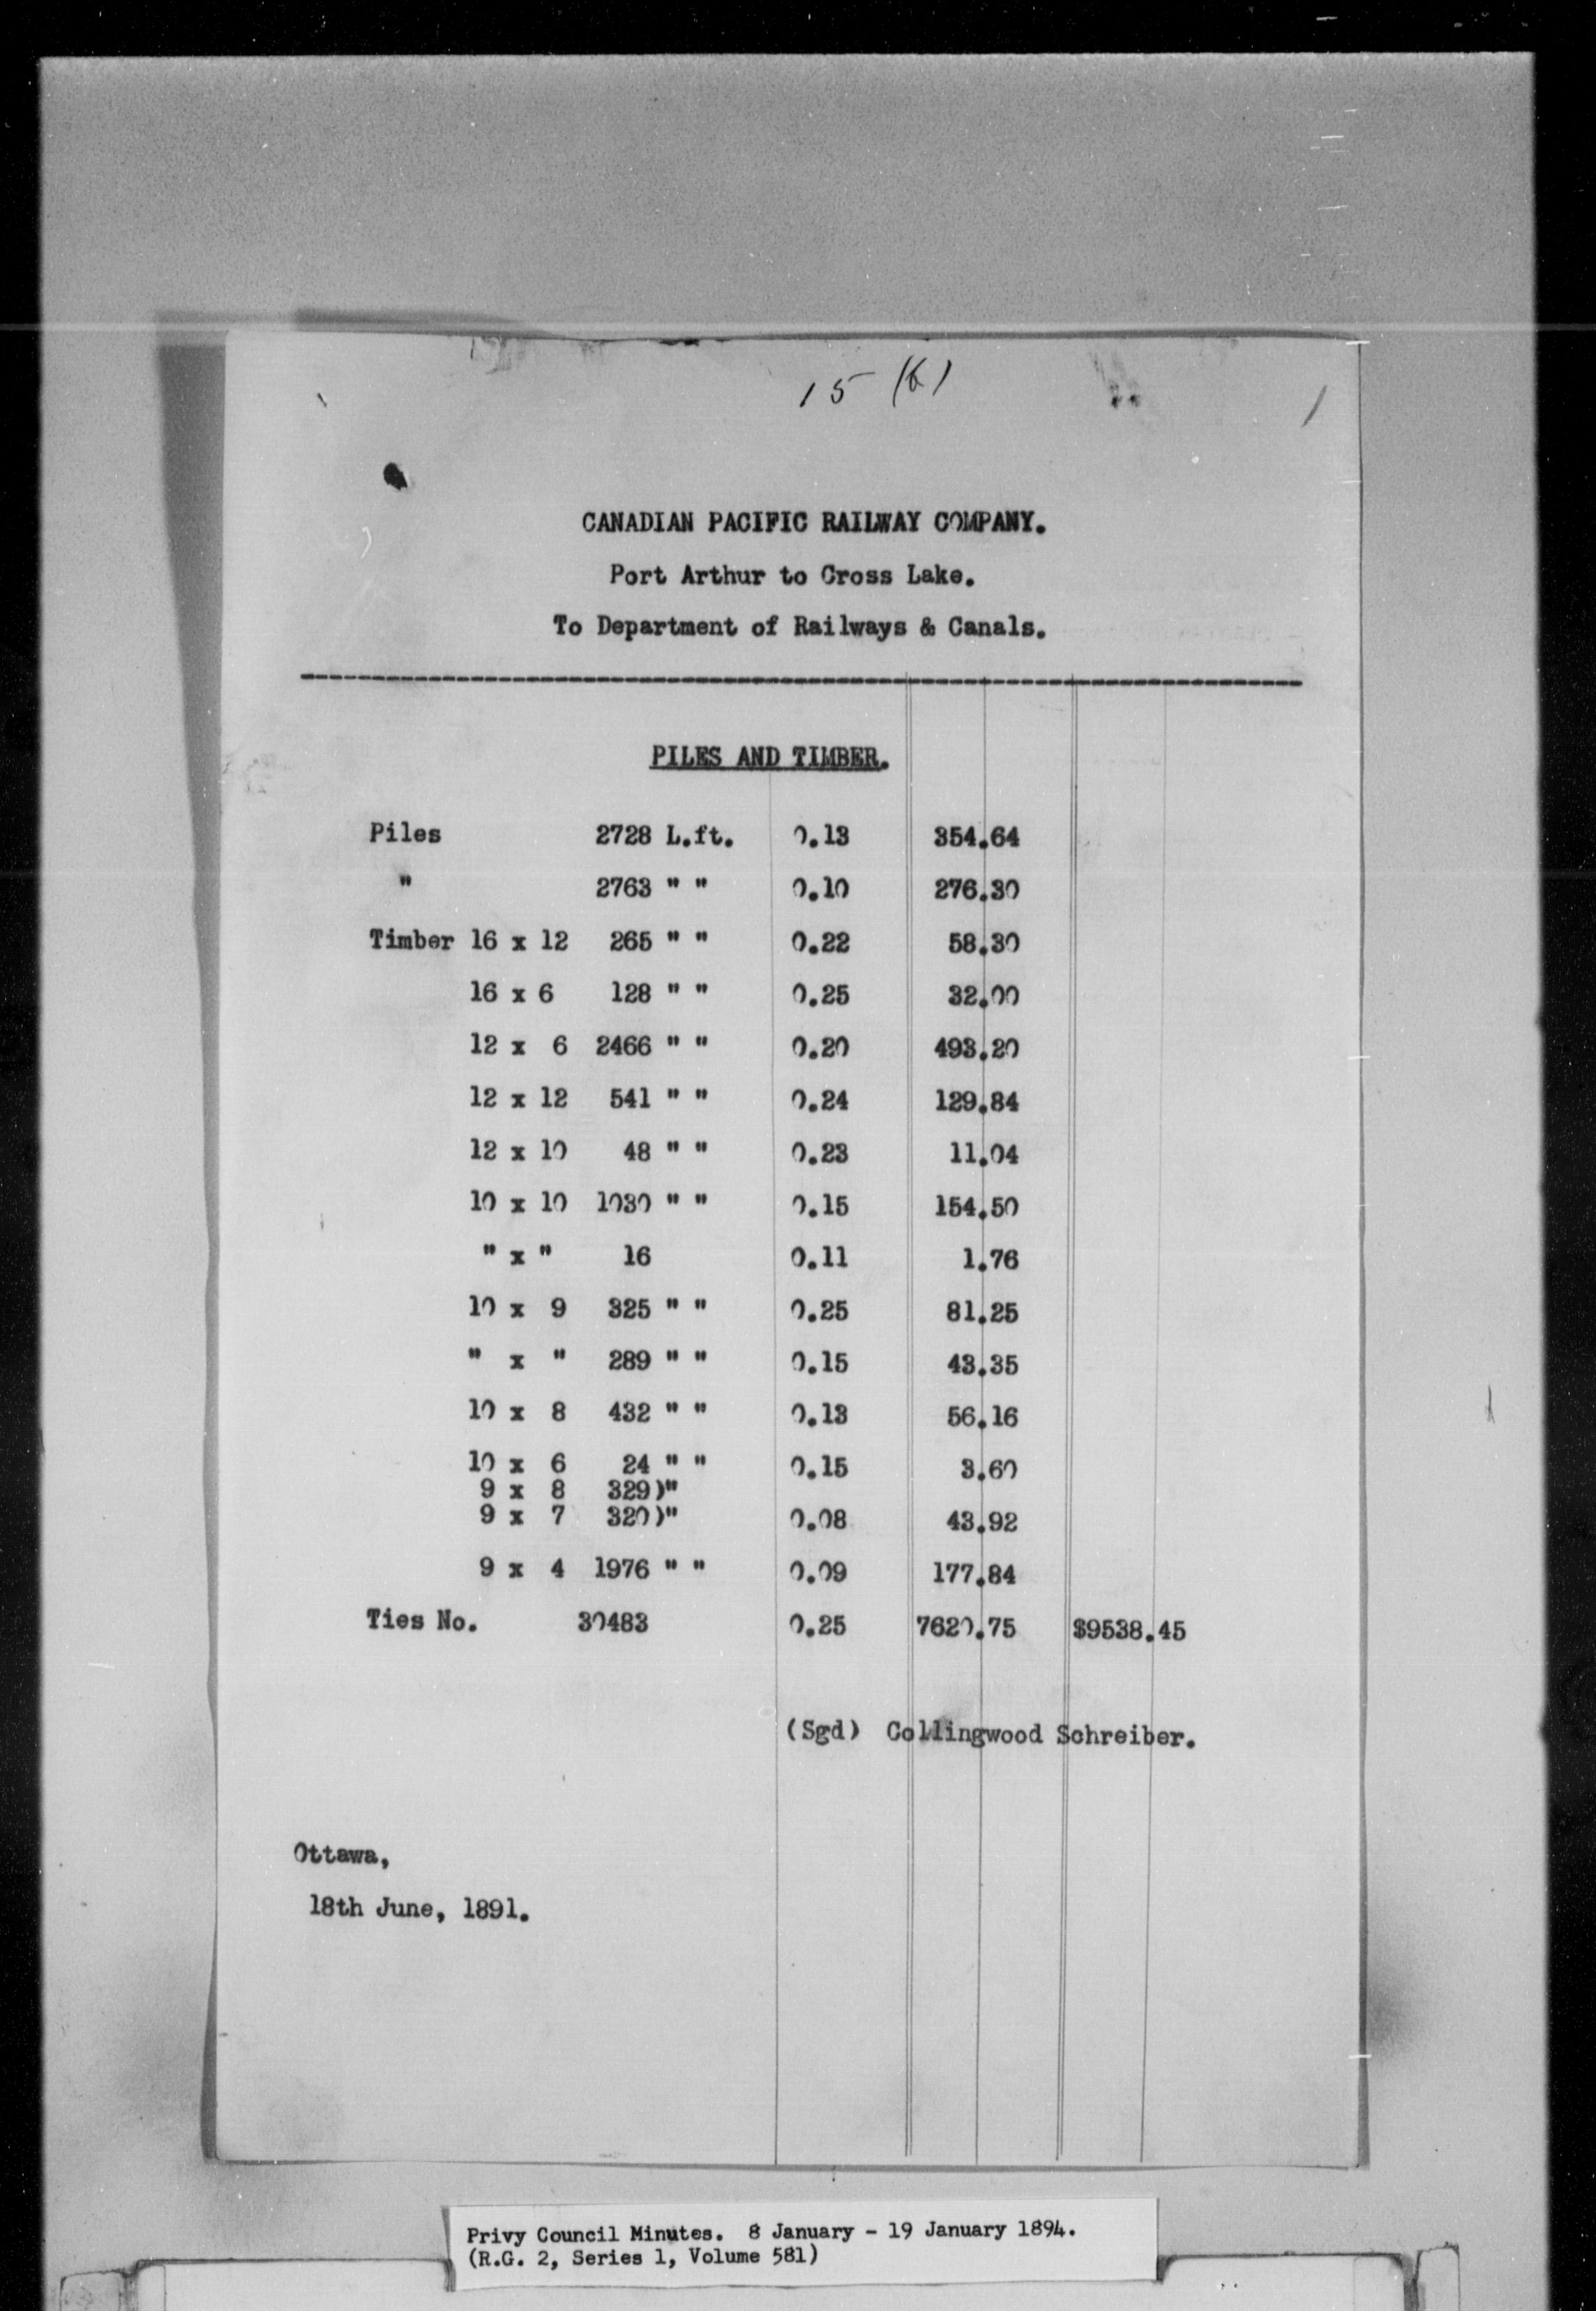 15 (6)
CANADIAN PACIFIC RAILWAY COMPANY.
Port Arthur to Cross Lake.
To Department of Railways & Canals.
PILES AND TIMBER.
Piles 2728 L.ft. 0.13 354.64
" 2763 " " 0.10 276.30
Timber 16 x 12 265 " " 0.22 58.30
16 x 6 128 " " 0.25 32.00
12 x 6 2466 " " 0.20 493.20
12 x 12 541 " " 0.24 129.84
12 x 10 48 " " 0.23 11.04
10 x 10 1030 " " 0.15 154.50
" x " 16 0.11 1.76
10 x 9 325 " " 0.25 81.25
" x " 289 " " 0.15 43.35
10 x 8 432 " " 0.13 56.16
10 x 6 24 " " 0.15 3.60
9 x 8 329)"
9 x 7 320)" 0.08 43.92
9 x 4 1976 " " 0.09 177.84
Ties No. 30483 0.25 7620.75 $9538.45
(Sgd) Collingwood Schreiber.
Ottawa,
18th June, 1891.
Privy Council Minutes. 8 January - 19 January 1894.
(R.G. 2, Series 1, Volume 581)